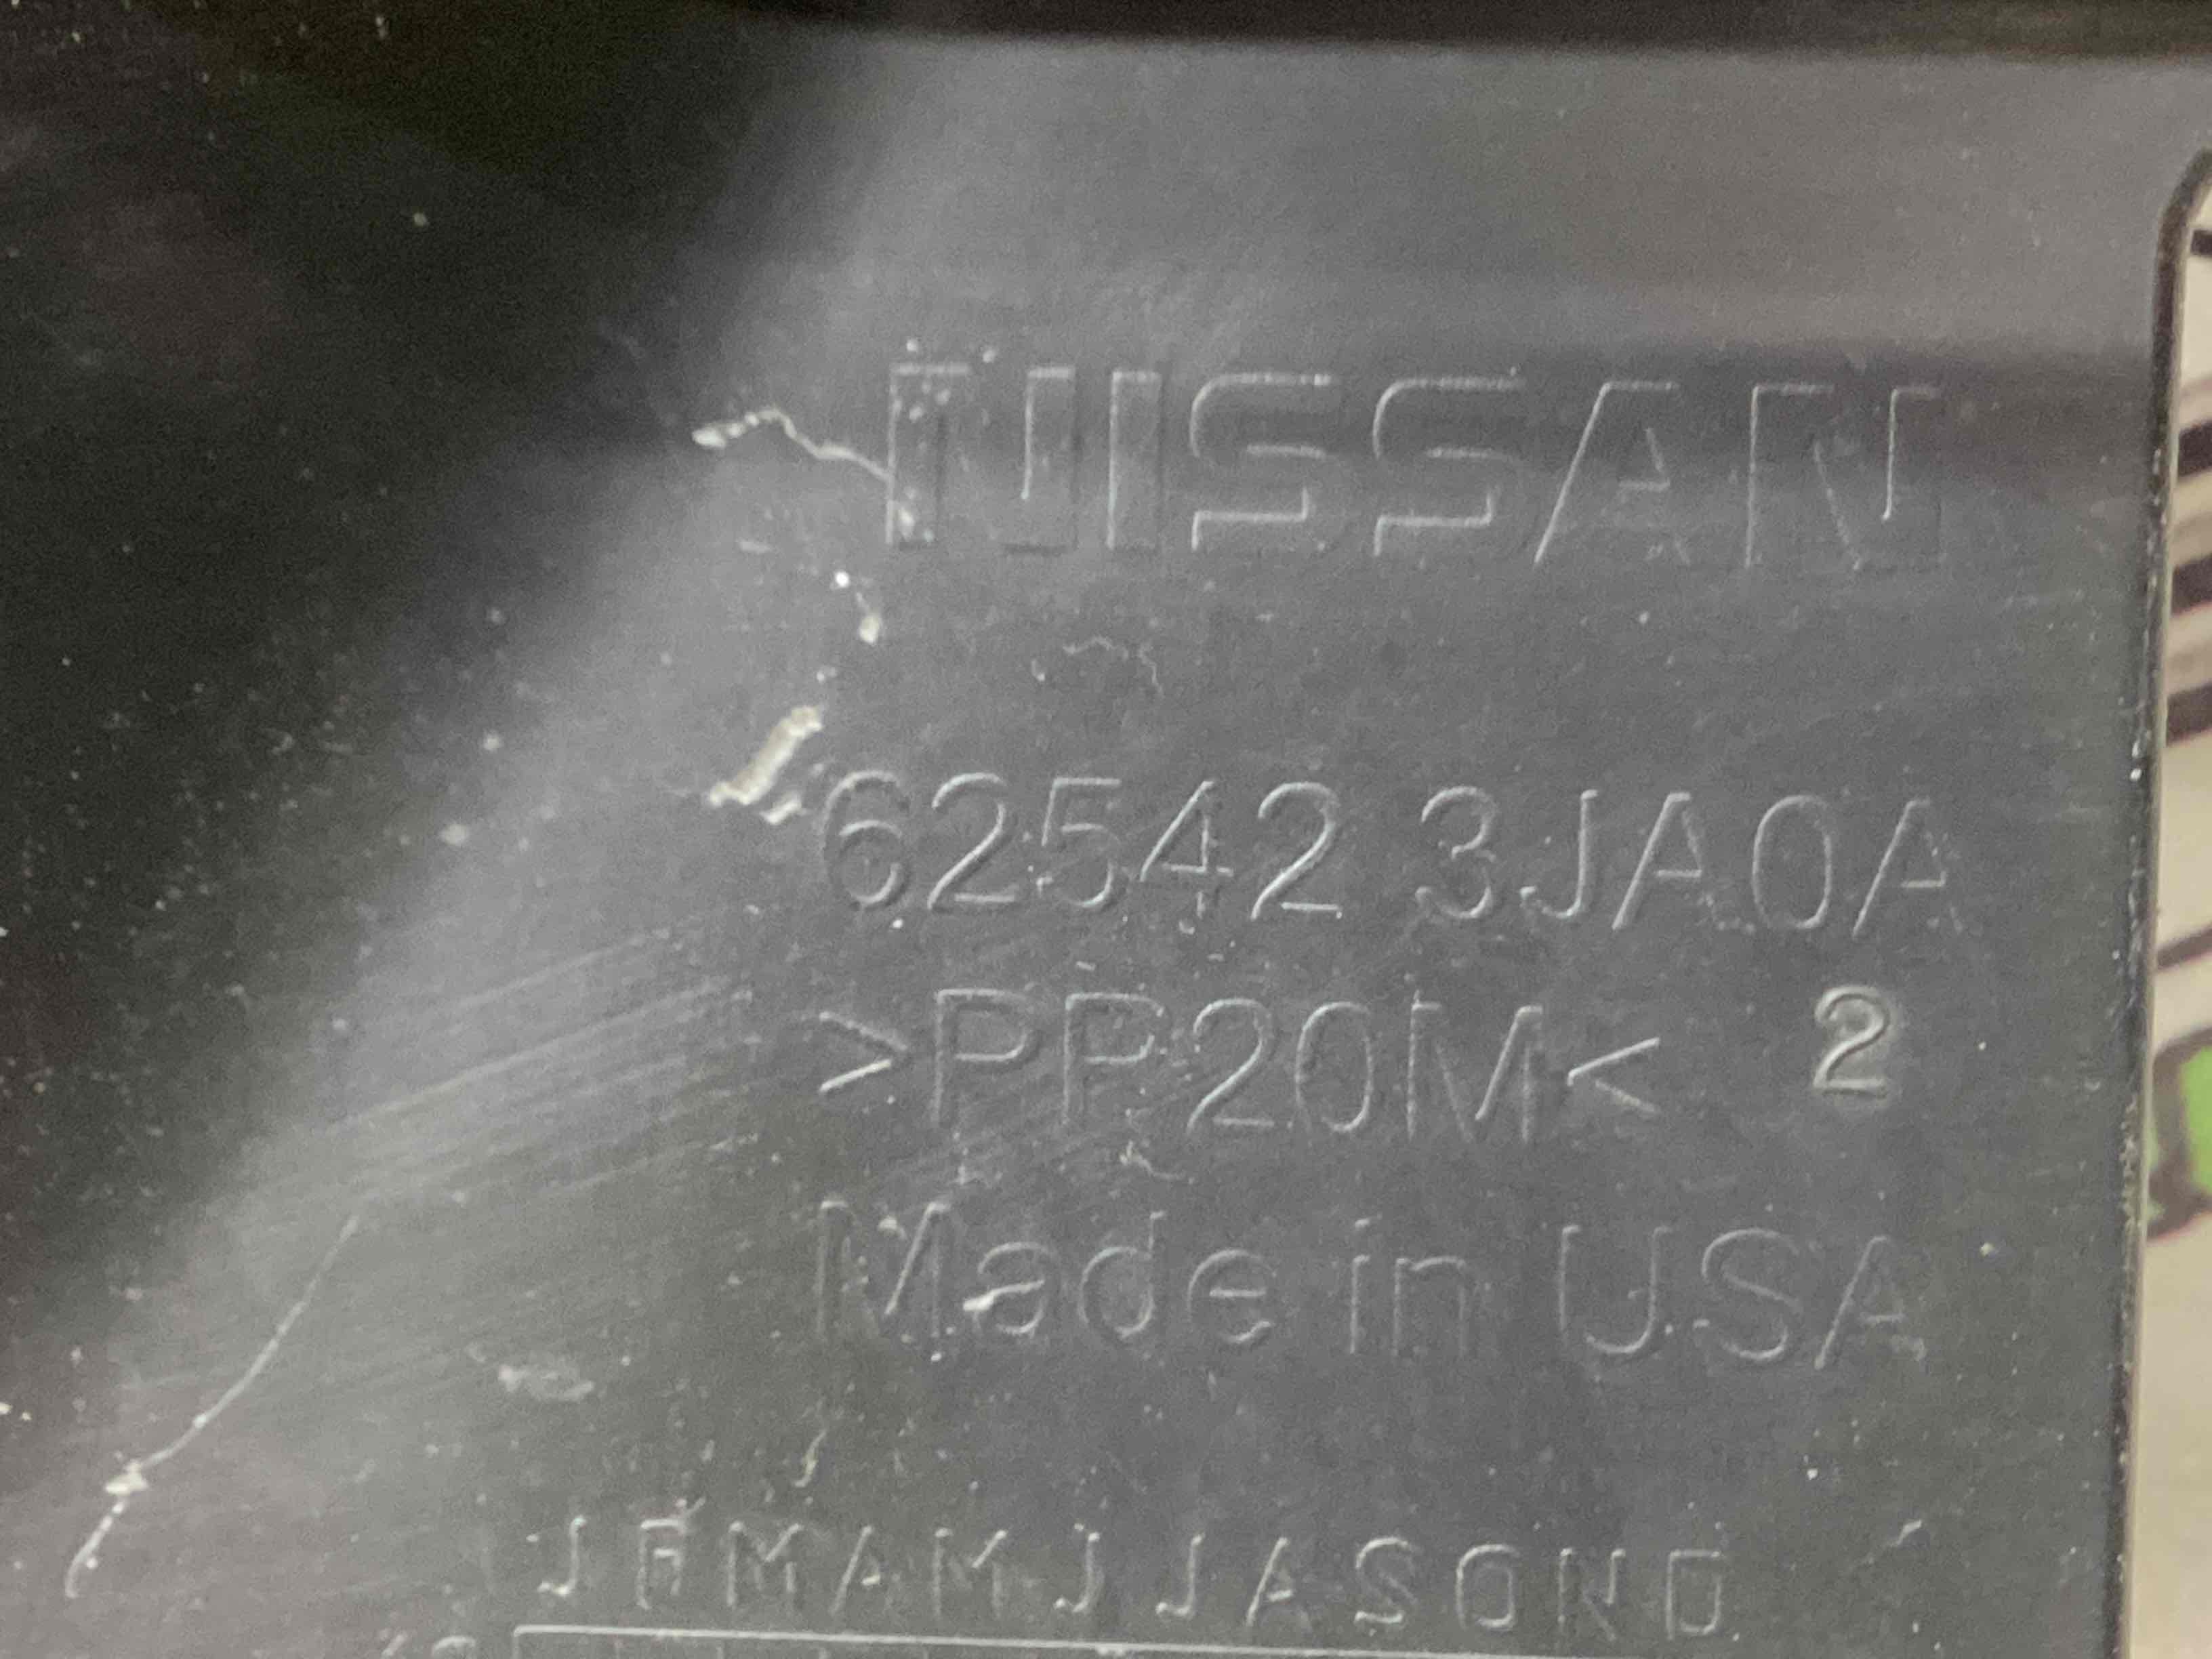 NISSAN
62542 3JA0A
>PP20M< 2
Made in USA
J F M A M J J A S O N D